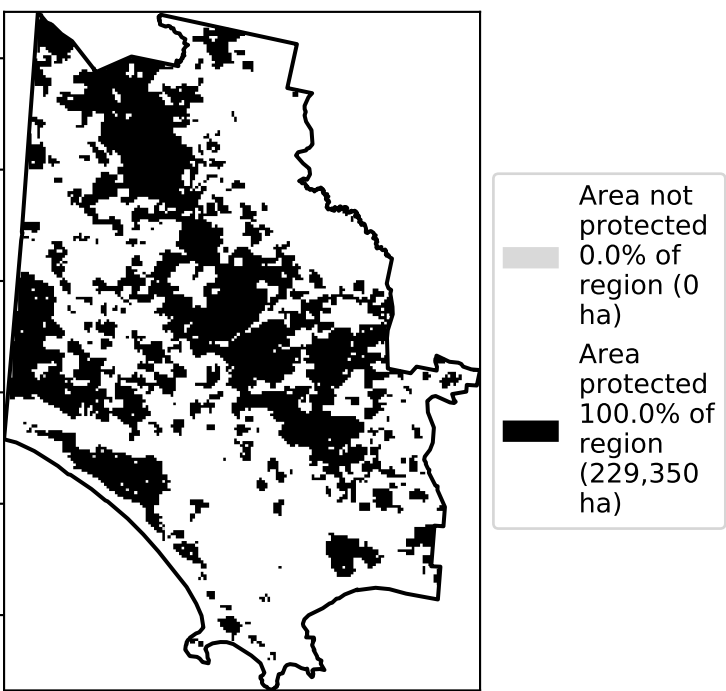 Area not
protected
0.0% of
region (0
ha)
Area
protected
100.0% of
region
(229,350
ha)